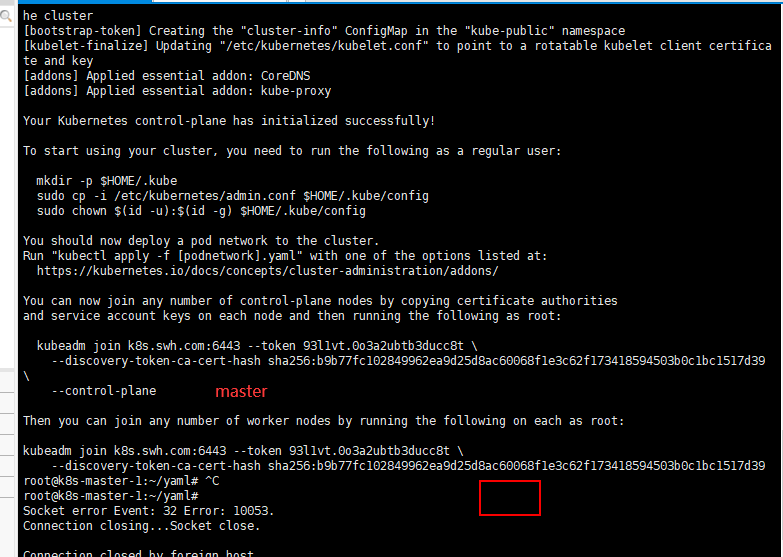 he cluster
[bootstrap-token] Creating the "cluster-info" ConfigMap in the "kube-public" namespace
[kubelet-finalize] Updating "/etc/kubernetes/kubelet.conf" to point to a rotatable kubelet client certifica
te and key
[addons] Applied essential addon: CoreDNS
[addons] Applied essential addon: kube-proxy
Your Kubernetes control-plane has initialized successfully!
To start using your cluster, you need to run the following as a regular user:
mkdir -p $HOME/.kube
sudo cp -i /etc/kubernetes/admin.conf $HOME/.kube/config
sudo chown $(id -u):$(id -g) $HOME/.kube/config
You should now deploy a pod network to the cluster.
Run "kubectl apply -f [podnetwork].yaml" with one of the options listed at:
https://kubernetes.io/docs/concepts/cluster-administration/addons/
You can now join any number of control-plane nodes by copying certificate authorities
and service account keys on each node and then running the following as root:
kubeadm join k8s.swh.com:6443 --token 93l1vt.0o3a2ubtb3ducc8t \
--discovery-token-ca-cert-hash sha256:b9b77fc102849962ea9d25d8ac60068f1e3c62f173418594503b0c1bc1517d39
\
--control-plane master
Then you can join any number of worker nodes by running the following on each as root:
kubeadm join k8s.swh.com:6443 --token 93l1vt.0o3a2ubtb3ducc8t \
--discovery-token-ca-cert-hash sha256:b9b77fc102849962ea9d25d8ac60068f1e3c62f173418594503b0c1bc1517d39
root@k8s-master-1:~/yaml# ^C
root@k8s-master-1:~/yaml#
Socket error Event: 32 Error: 10053.
Connection closing...Socket close.
Connection closed by foreign host